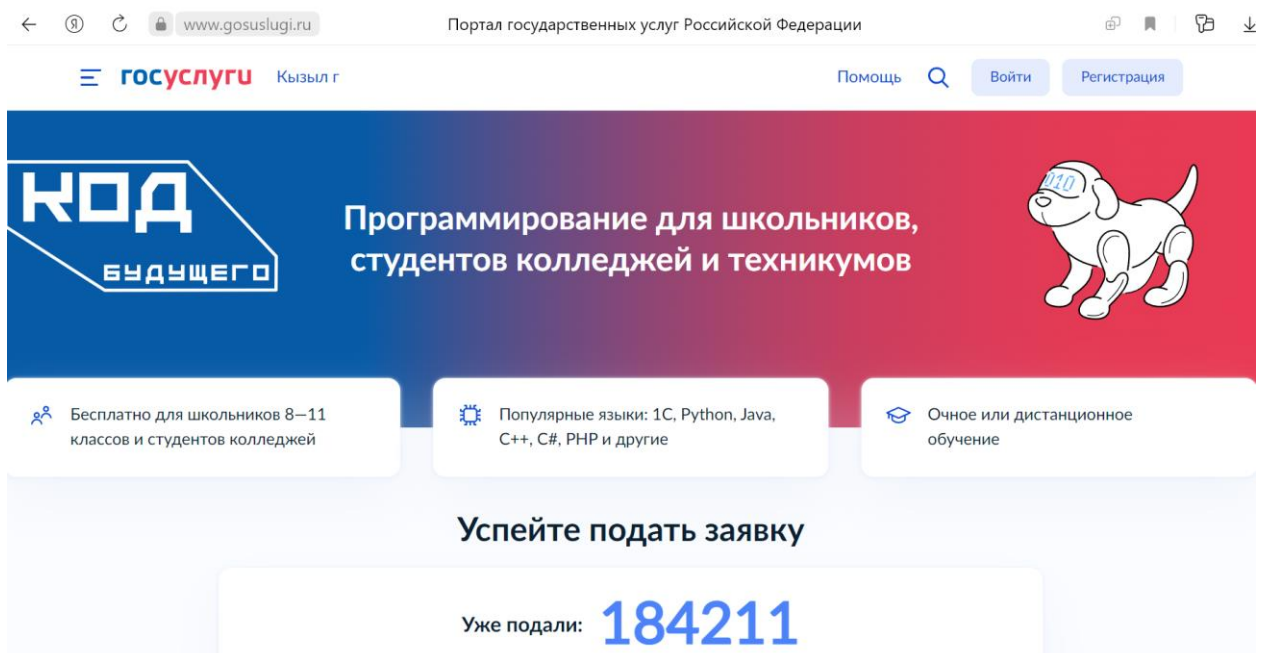 www.gosuslugi.ru Портал государственных услуг Российской Федерации
госуслуги Кызыл г Помощь Войти Регистрация
КОД
БУДУЩЕГО
010
Программирование для школьников,
студентов колледжей и техникумов
Бесплатно для школьников 8—11
классов и студентов колледжей
Популярные языки: 1С, Python, Java,
C++, C#, PHP и другие
Очное или дистанционное
обучение
Успейте подать заявку
Уже подали: 184211